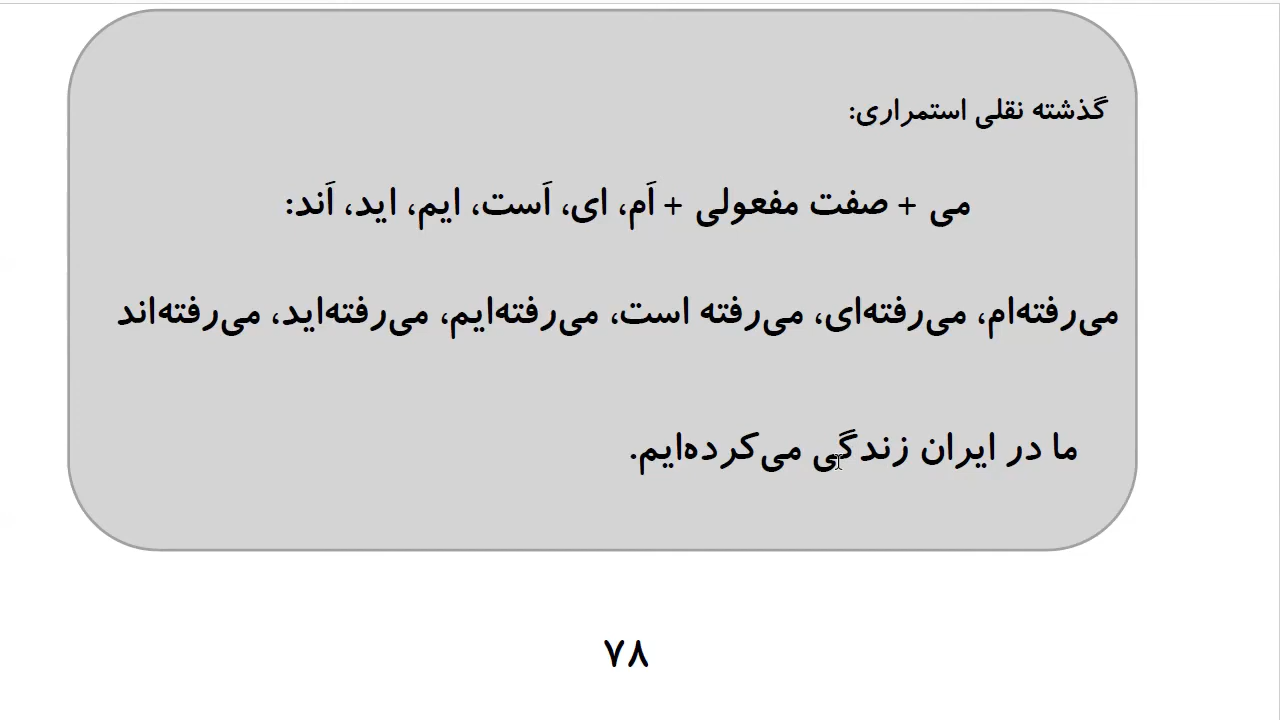 گذشته نقلی استمراری:
می + صفت مفعولی + اَم، ای، اَست، ایم، اید، اَند:
می‌رفته‌ام، می‌رفته‌ای، می‌رفته است، می‌رفته‌ایم، می‌رفته‌اید، می‌رفته‌اند
ما در ایران زندگی می‌کرده‌ایم.
۷۸